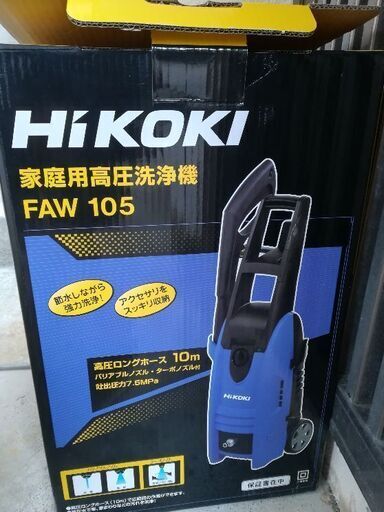 HiKOKI
家庭用高圧洗浄機
FAW 105
節水しながら
強力洗浄!
アクセサリを
スッキリ収納
高圧ロングホース 10m
バリアブルノズル・ターボノズル付
吐出圧力7.5MPa
HiKOKI
保証書在中